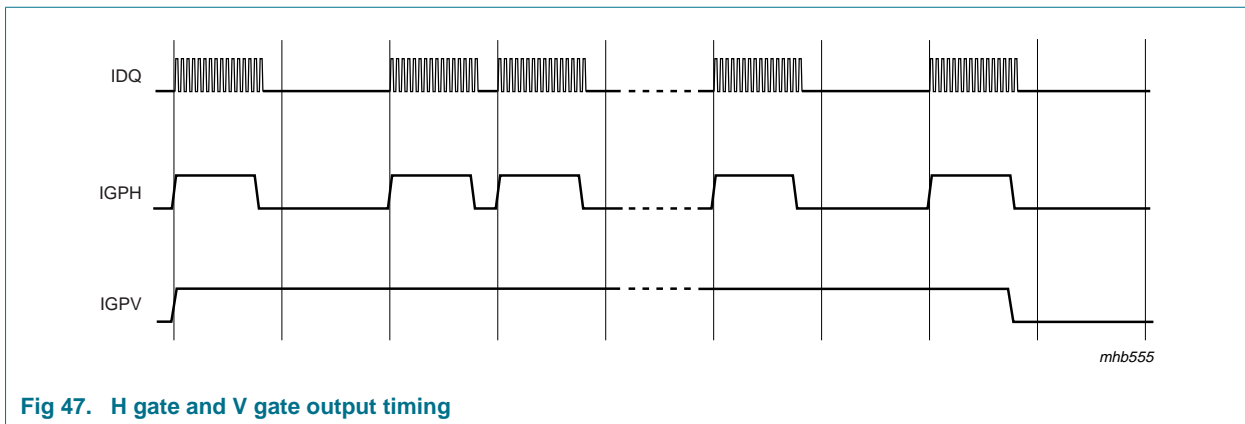 IDQ
IGPH
IGPV
mhb555
Fig 47. H gate and V gate output timing